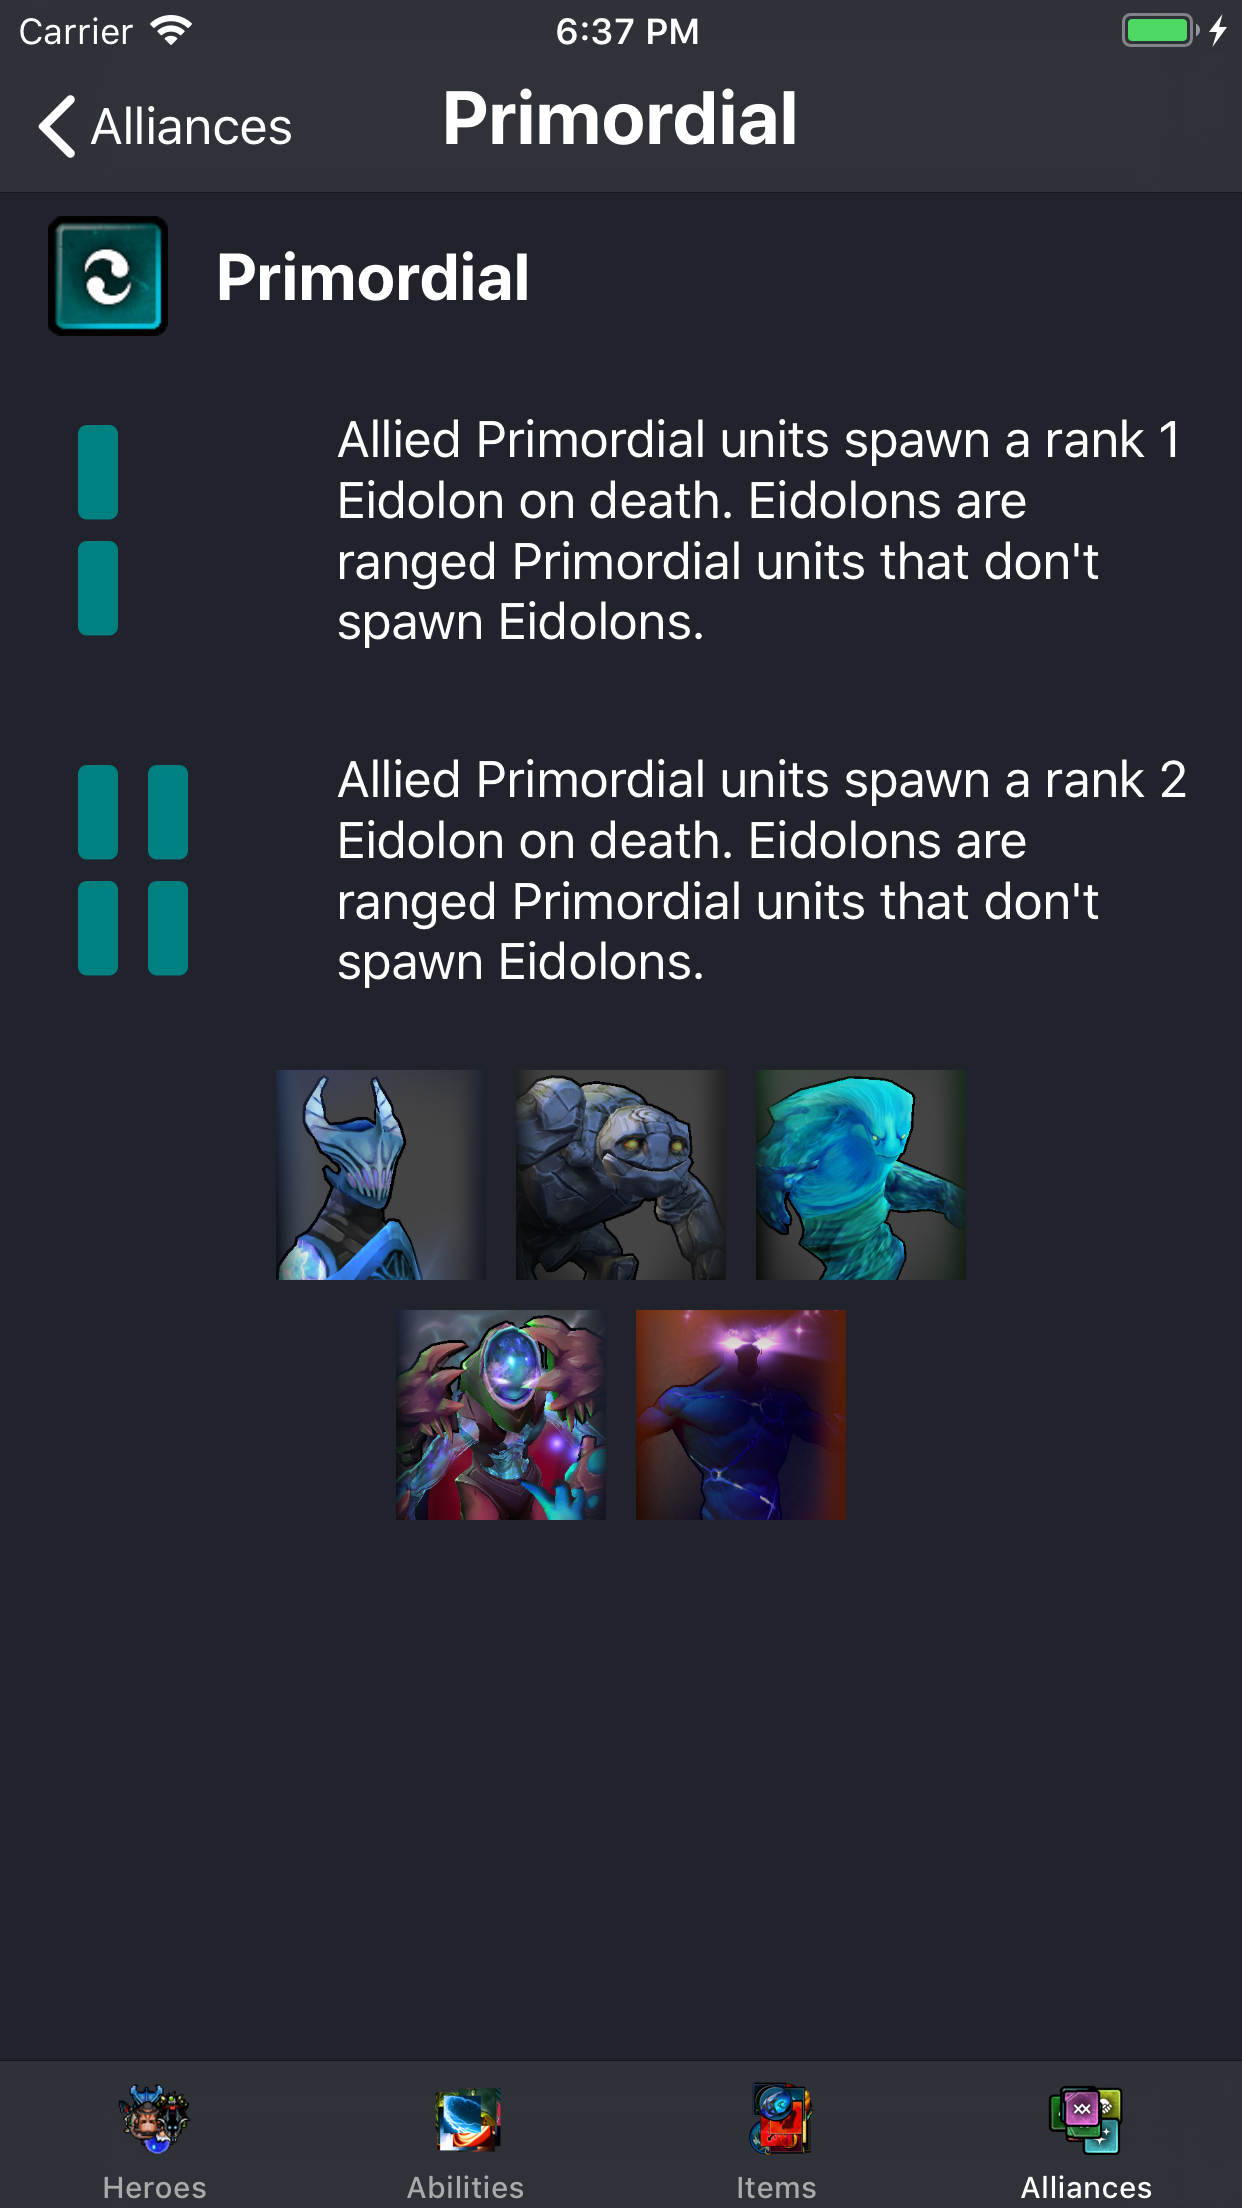 Carrier 6:37 PM
Alliances Primordial
Primordial
Allied Primordial units spawn a rank 1
Eidolon on death. Eidolons are
ranged Primordial units that don't
spawn Eidolons.
Allied Primordial units spawn a rank 2
Eidolon on death. Eidolons are
ranged Primordial units that don't
spawn Eidolons.
Heroes Abilities Items Alliances